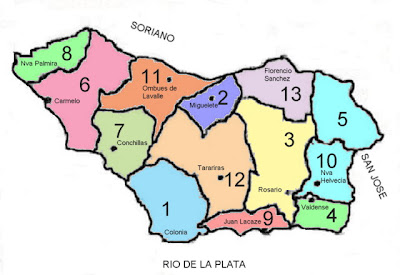 SORIANO
8
Nva Palmira
6
Carmelo
11
Ombues de
Lavalle
2
Miguelete
Florencio
Sanchez
13
5
7
Conchillas
3
Tarariras
12
10
Nva
Helvecia
SAN JOSE
Rosario
1
Colonia
Juan Lacaze
9
Valdense
4
RIO DE LA PLATA